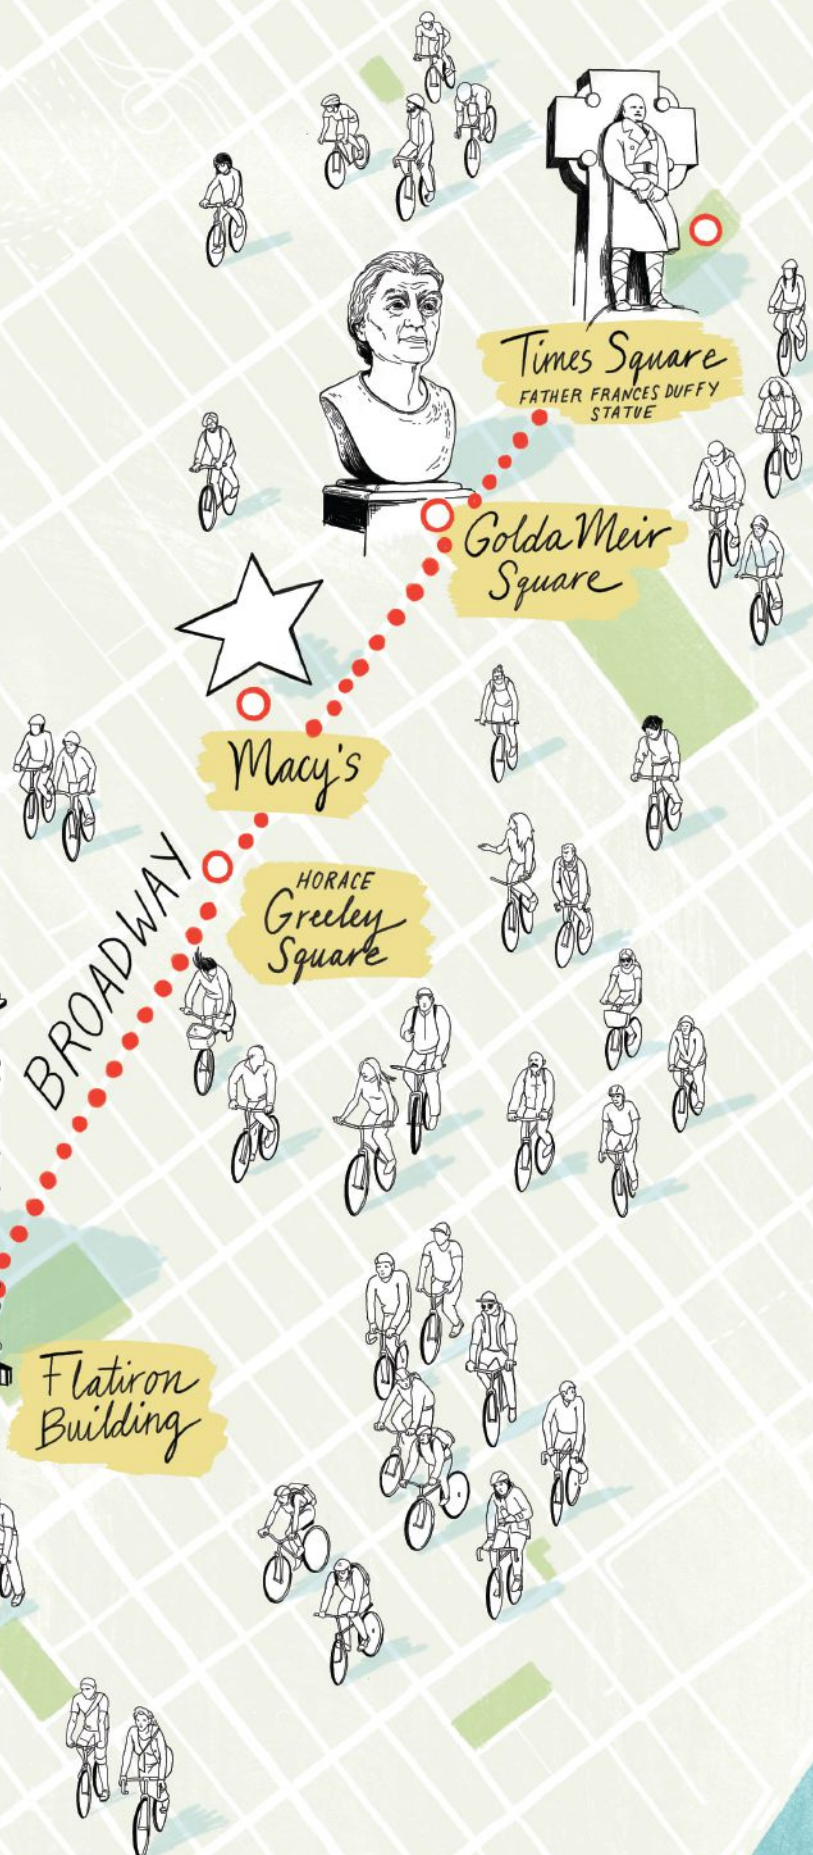 Times Square
FATHER FRANCES DUFFY
STATUE
Golda Meir
Square
Macy's
HORACE
Greeley
Square
BROADWAY
Flatiron
Building